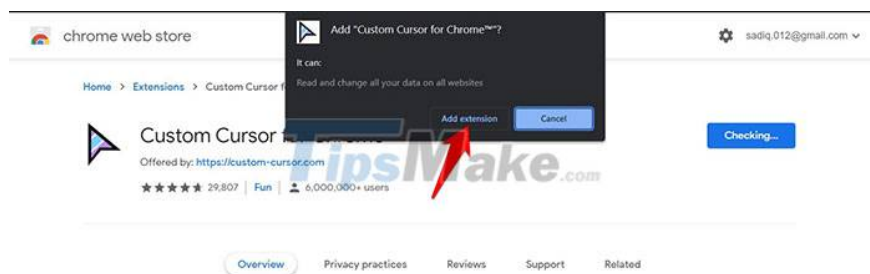 chrome web store
Add "Custom Cursor for Chrome™"?
sadiq.012@gmail.com
It can:
Read and change all your data on all websites
Home > Extensions > Custom Cursor f
Add extension
Cancel
Custom Cursor for Chrome
Checking...
Offered by: https://custom-cursor.com
TipsMake.com
29,807 | Fun | 6,000,000+ users
Overview
Privacy practices
Reviews
Support
Related